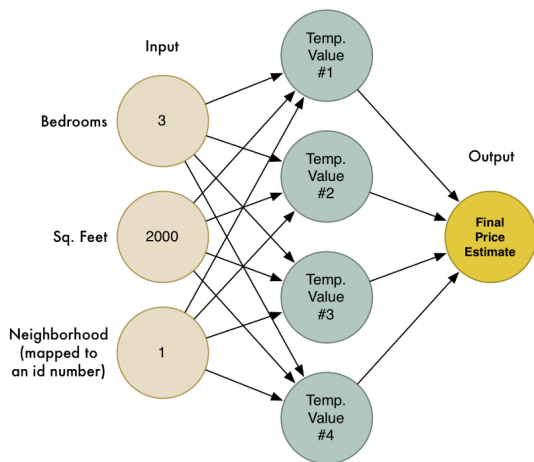 Input
Bedrooms
3
Sq. Feet
2000
Neighborhood
(mapped to
an id number)
1
Temp.
Value
#1
Temp.
Value
#2
Temp.
Value
#3
Temp.
Value
#4
Output
Final
Price
Estimate